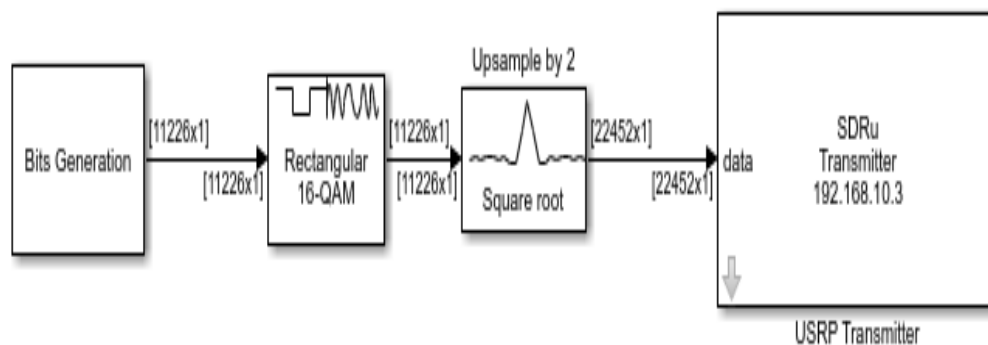 Bits Generation
[11226x1]
[11226x1]
Rectangular
16-QAM
[11226x1]
[11226x1]
Upsample by 2
Square root
[22452x1]
[22452x1]
data
SDRu
Transmitter
192.168.10.3
USRP Transmitter